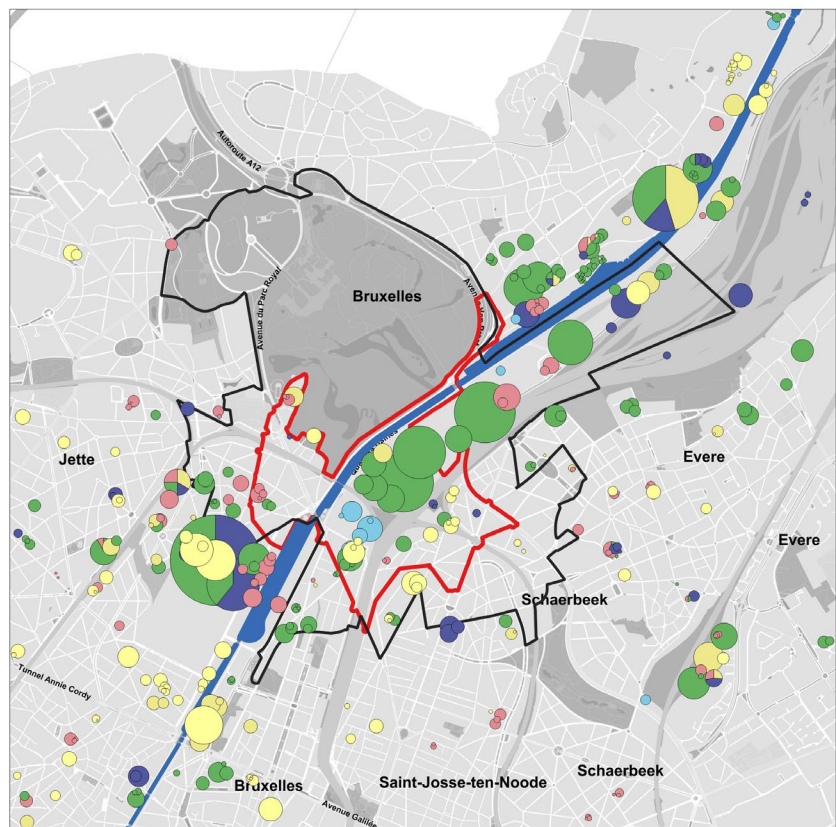 Autoroute A12
Avenue du Parc Royal
Bruxelles
Jette
Evere
Evere
Schaerbeek
Tunnel Annie Cordy
Schaerbeek
Saint-Josse-ten-Noode
Bruxelles
Avenue Galilée